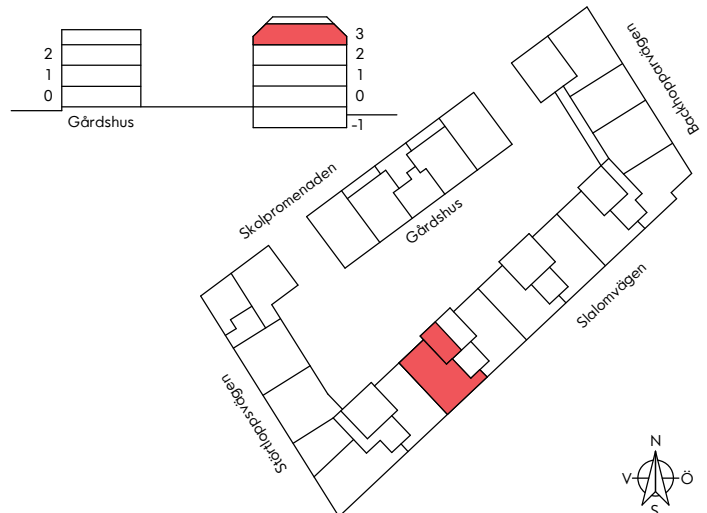 2
1
0
Gårdshus
3
2
1
0
-1
Skolpromenaden
Gårdshus
Backhopparvägen
Slalomvägen
Störtloppsvägen
N
V Ö
S